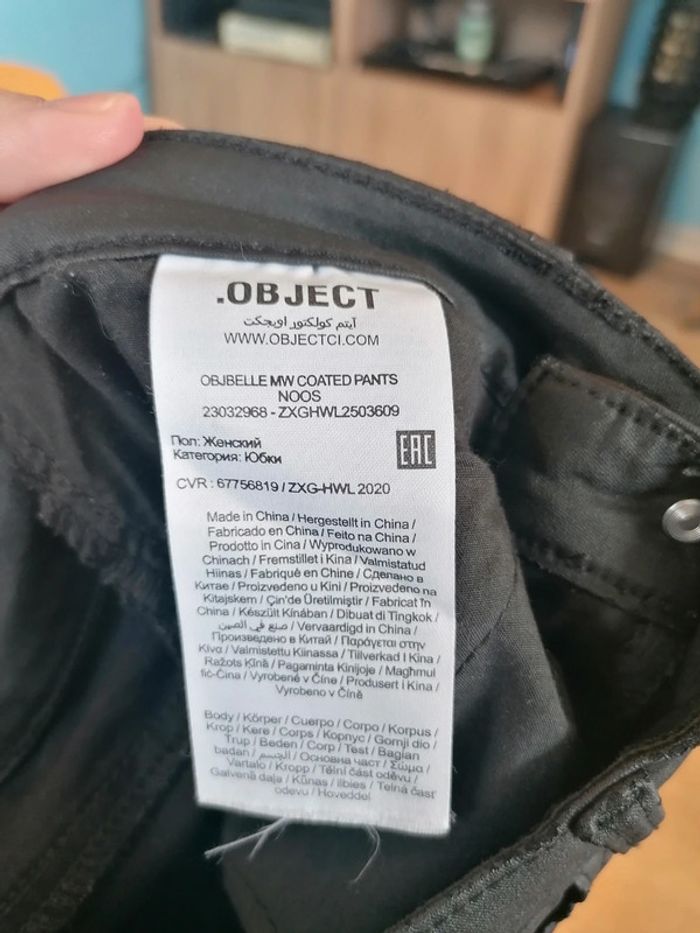 .OBJECT
آيتم كولكتور اوبجكت
WWW.OBJECTCI.COM
OBJBELLE MW COATED PANTS
NOOS
23032968 - ZXGHWL2503609
Пол: Женский
Категория: Юбки
EAC
CVR : 67756819 / ZXG-HWL 2020
Made in China / Hergestellt in China /
Fabricado en China / Feito na China /
Prodotto in Cina / Wyprodukowano w
Chinach / Fremstillet i Kina / Valmistatud
Hiinas / Fabriqué en Chine / Сделано в
Китае / Proizvedeno u Kini / Proizvedeno na
Kitajskem / Çin'de Üretilmiştir / Fabricat în
China / Készült Kínában / Dibuat di Tingkok /
صنع في الصين / Vervaardigd in China /
Произведено в Китай / Παράγεται στην
Κίνα / Valmistettu Kiinassa / Tillverkad I Kina /
Ražots Ķīnā / Pagaminta Kinijoje / Magħmul
fiċ-Ċina / Vyrobené v Číne / Produsert i Kina /
Vyrobeno v Číně
Body / Körper / Cuerpo / Corpo / Korpus /
Krop / Kere / Corps / Корпус / Gornji dio /
Trup / Beden / Corp / Test / Bagian
badan / الجسم / Основна част / Σώμα /
Vartalo / Kropp / Tělní část oděvu /
Galvenā daļa / Kūnas / ilbies / Telná časť
odevu / Hoveddel